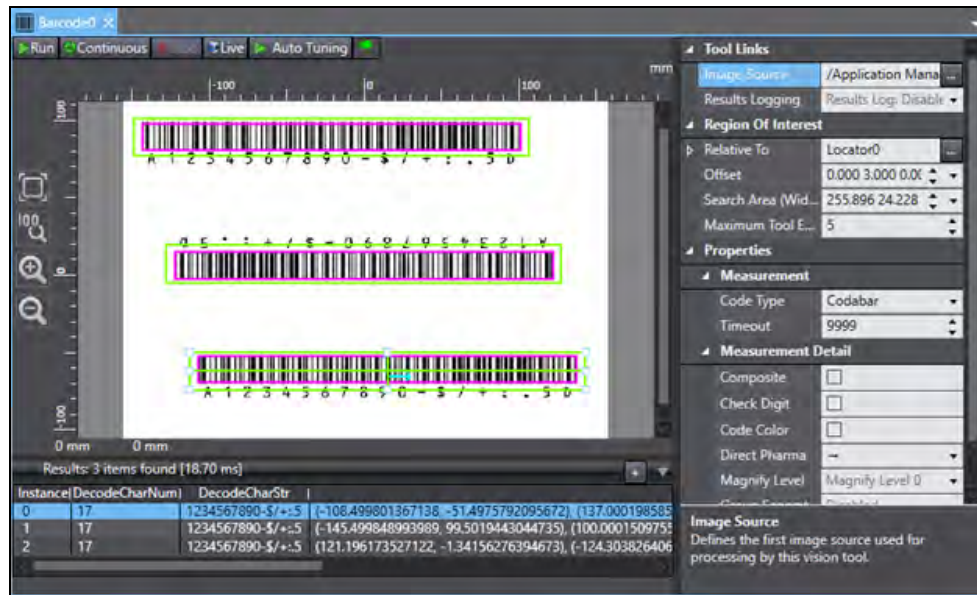 Barcode0
Run Continuous Live Auto Tuning
mm
-100 0 100
100
0
-100
A 1 2 3 4 5 6 7 8 9 0 - $ / + : . 5 D
A 1 2 3 4 5 6 7 8 9 0 - $ / + : . 5 D
A 1 2 3 4 5 6 7 8 9 0 - $ / + : . 5 D
100
0 mm 0 mm
Results: 3 items found [18.70 ms]
Instance DecodeCharNum DecodeCharStr
0 17 1234567890-$/+:.5 (-108.499801367138, -51.4975792095672), (137.000198585
1 17 1234567890-$/+:.5 (-145.499848993989, 99.5019443044735), (100.0001509755
2 17 1234567890-$/+:.5 (121.196173527122, -1.34156276394673), (-124.303826406
Tool Links
Image Source /Application Mana ...
Results Logging Results Log: Disable
Region Of Interest
Relative To Locator0 ...
Offset 0.000 3.000 0.0(
Search Area (Wid... 255.896 24.228
Maximum Tool E... 5
Properties
Measurement
Code Type Codabar
Timeout 9999
Measurement Detail
Composite
Check Digit
Code Color
Direct Pharma
Magnify Level Magnify Level 0
Image Source
Defines the first image source used for
processing by this vision tool.